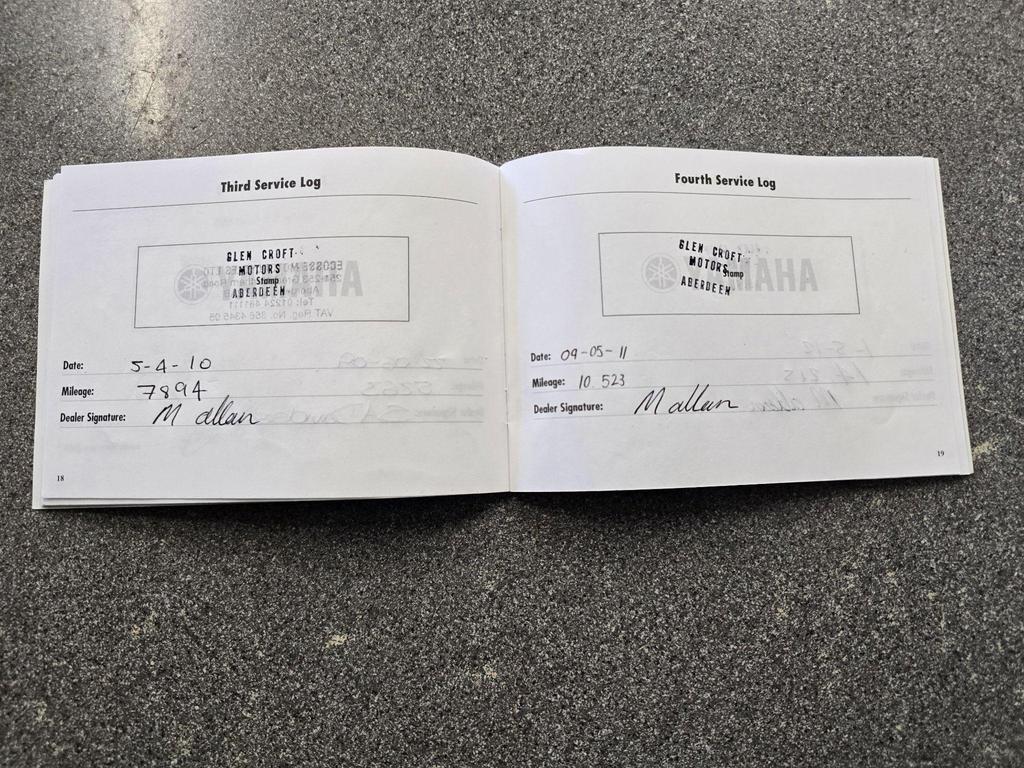 Third Service Log
GLEN CROFT
MOTORS
Stamp
ABERDEEN
Date: 5-4-10
Mileage: 7894
Dealer Signature: M allan
18
Fourth Service Log
GLEN CROFT
MOTORS
Stamp
ABERDEEN
Date: 09-05-11
Mileage: 10 523
Dealer Signature: M allan
19